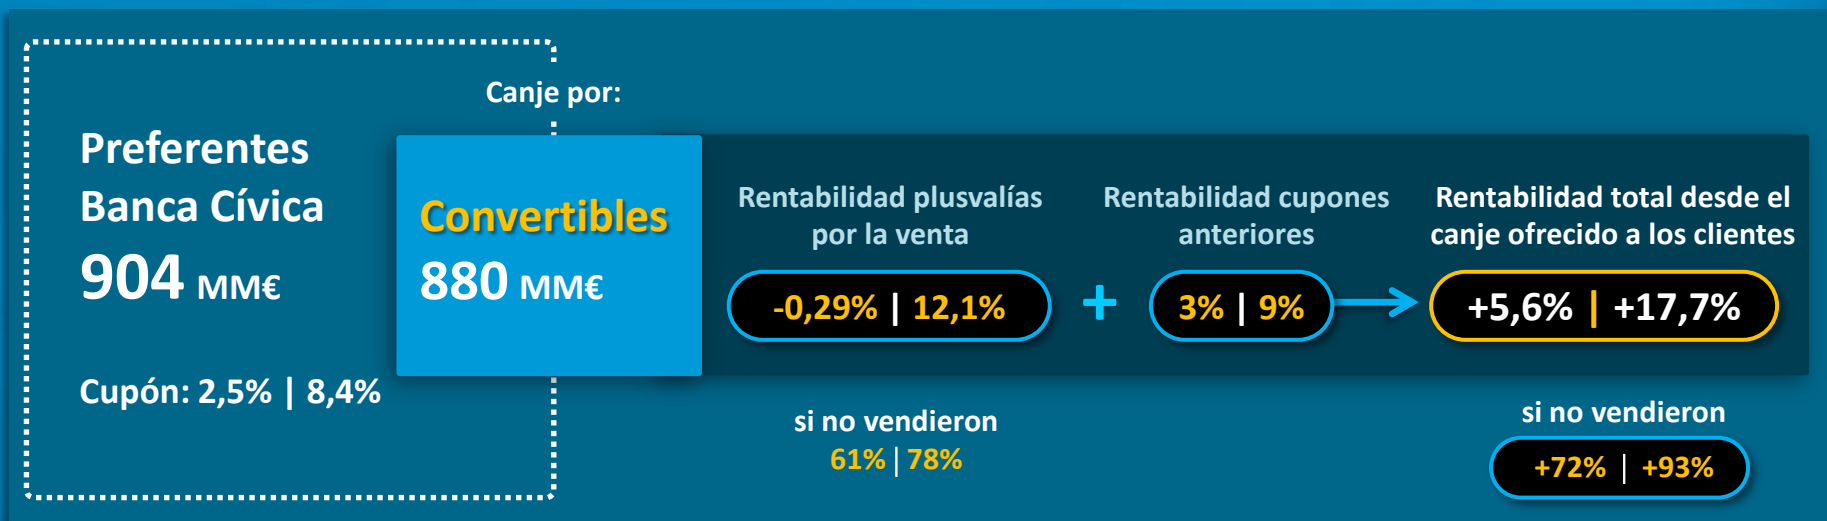 Canje por:
Preferentes
Banca Cívica
904 MM€
Cupón: 2,5% | 8,4%
Convertibles
880 MM€
Rentabilidad plusvalías
por la venta
-0,29% | 12,1%
si no vendieron
61% | 78%
+
Rentabilidad cupones
anteriores
3% | 9%
Rentabilidad total desde el
canje ofrecido a los clientes
+5,6% | +17,7%
si no vendieron
+72% | +93%